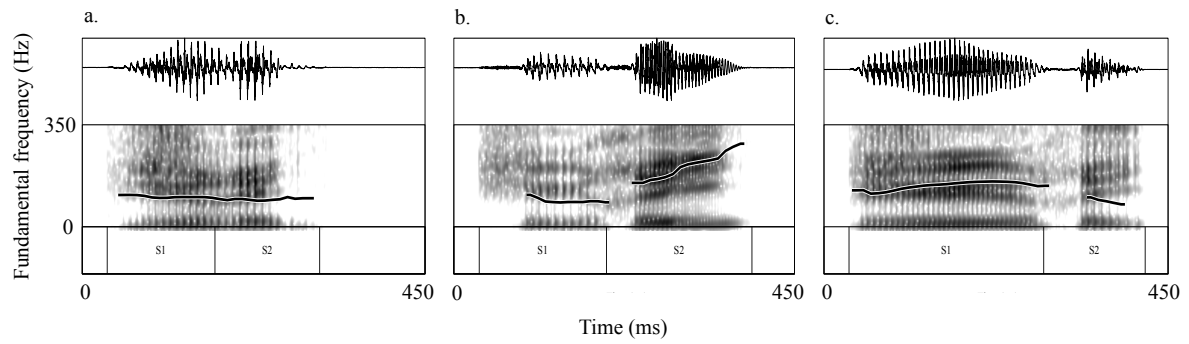 a.
b.
c.
Fundamental frequency (Hz)
350
0
S1 S2
S1 S2
S1 S2
0 450
0 450
0 450
Time (ms)